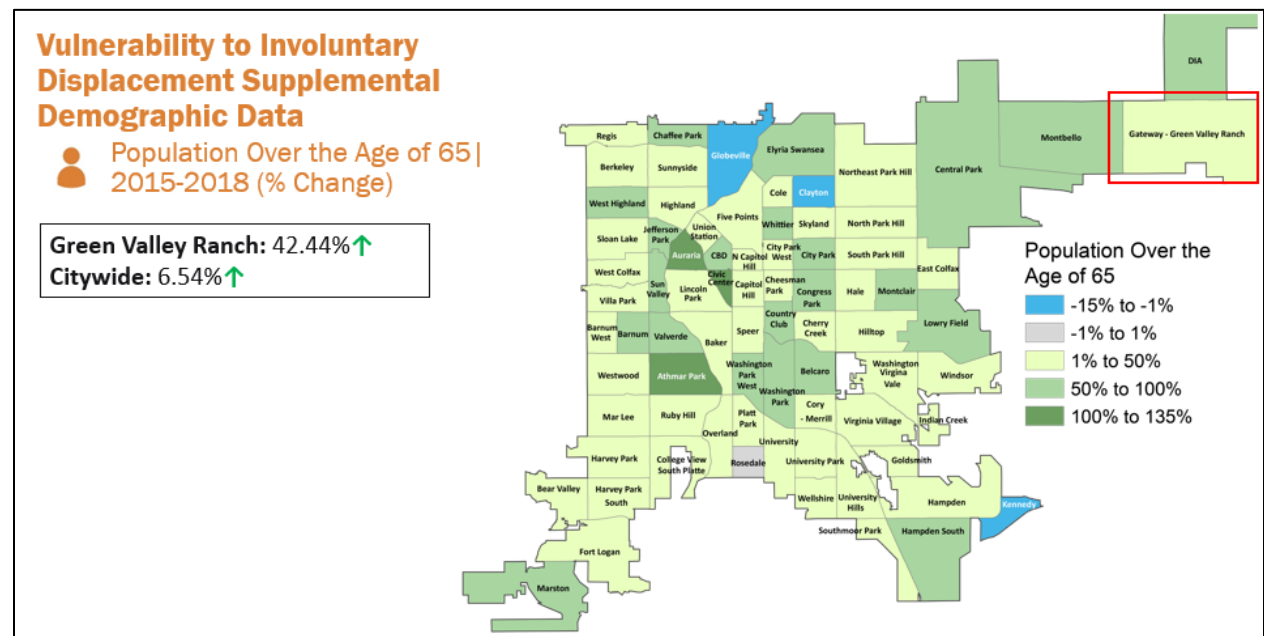 Vulnerability to Involuntary
Displacement Supplemental
Demographic Data
Population Over the Age of 65|
2015-2018 (% Change)
Green Valley Ranch: 42.44%↑
Citywide: 6.54%↑
DIA
Gateway - Green Valley Ranch
Montbello
Central Park
Regis
Chaffee Park
Globeville
Elyria Swansea
Northeast Park Hill
Berkeley
Sunnyside
Cole
Clayton
West Highland
Highland
Five Points
Whittier
Skyland
North Park Hill
Sloan Lake
Jefferson
Park
Union
Station
Auraria
CBD
N Capitol
Hill
City Park
West
City Park
South Park Hill
East Colfax
West Colfax
Sun
Valley
Lincoln
Park
Civic
Center
Capitol
Hill
Cheesman
Park
Congress
Park
Hale
Montclair
Villa Park
Barnum
West
Barnum
Valverde
Baker
Speer
Country
Club
Cherry
Creek
Hilltop
Lowry Field
Westwood
Athmar Park
Washington
Park
West
Washington
Park
Belcaro
Washington
Virgina
Vale
Windsor
Mar Lee
Ruby Hill
Overland
Platt
Park
Cory
- Merrill
Virginia Village
Indian Creek
University
Harvey Park
College View
South Platte
Rosedale
University Park
Goldsmith
Bear Valley
Harvey Park
South
Wellshire
University
Hills
Hampden
Kennedy
Southmoor Park
Hampden South
Fort Logan
Marston
Population Over the
Age of 65
-15% to -1%
-1% to 1%
1% to 50%
50% to 100%
100% to 135%